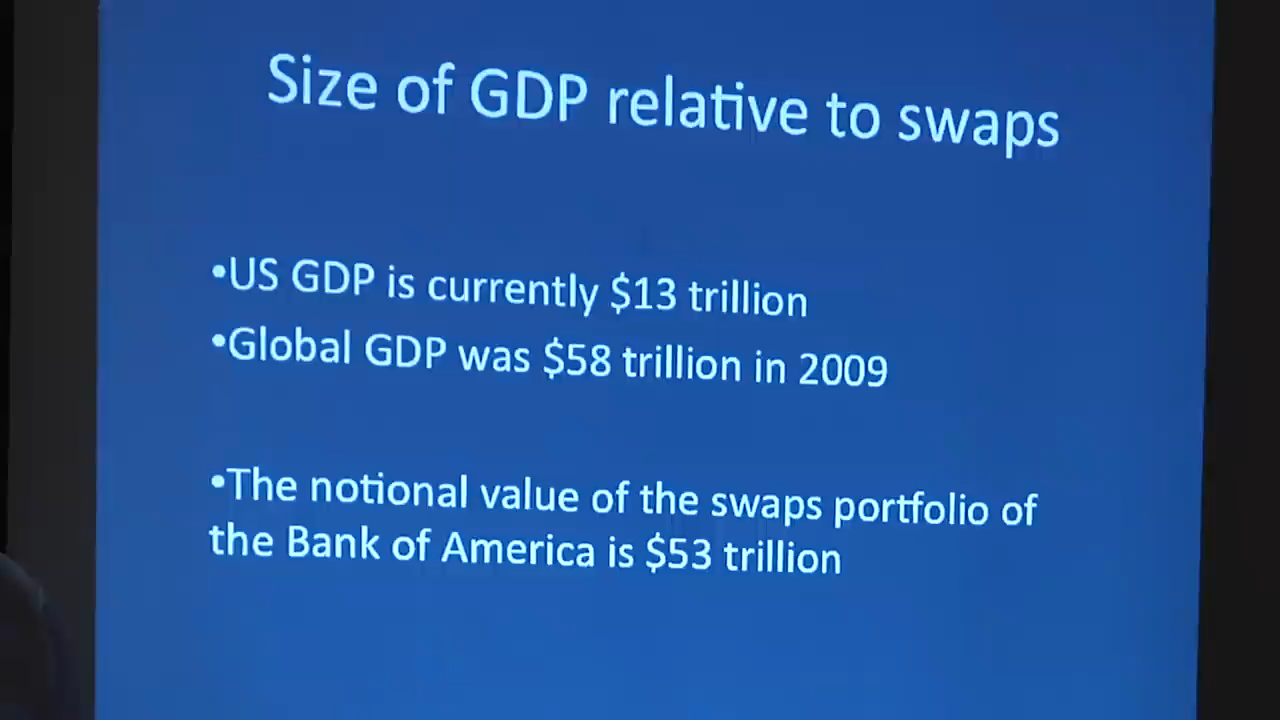 Size of GDP relative to swaps
•US GDP is currently $13 trillion
•Global GDP was $58 trillion in 2009
•The notional value of the swaps portfolio of
the Bank of America is $53 trillion